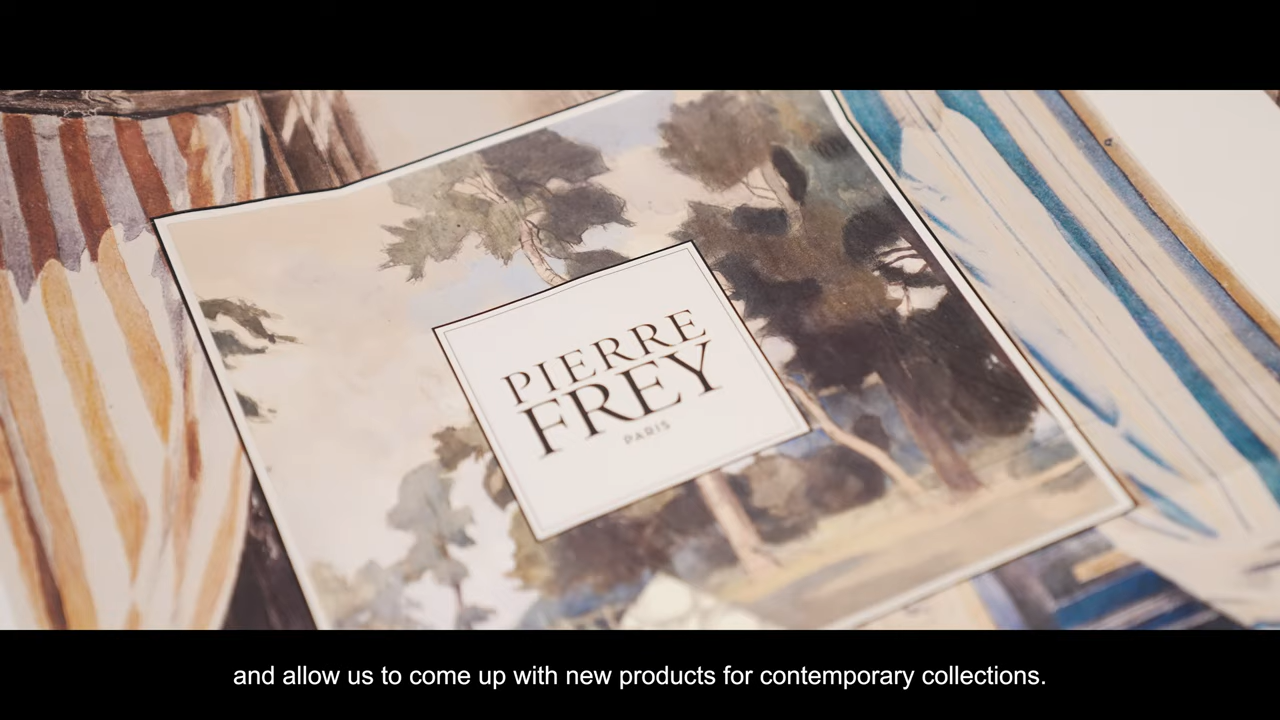 PIERRE
FREY
PARIS
and allow us to come up with new products for contemporary collections.